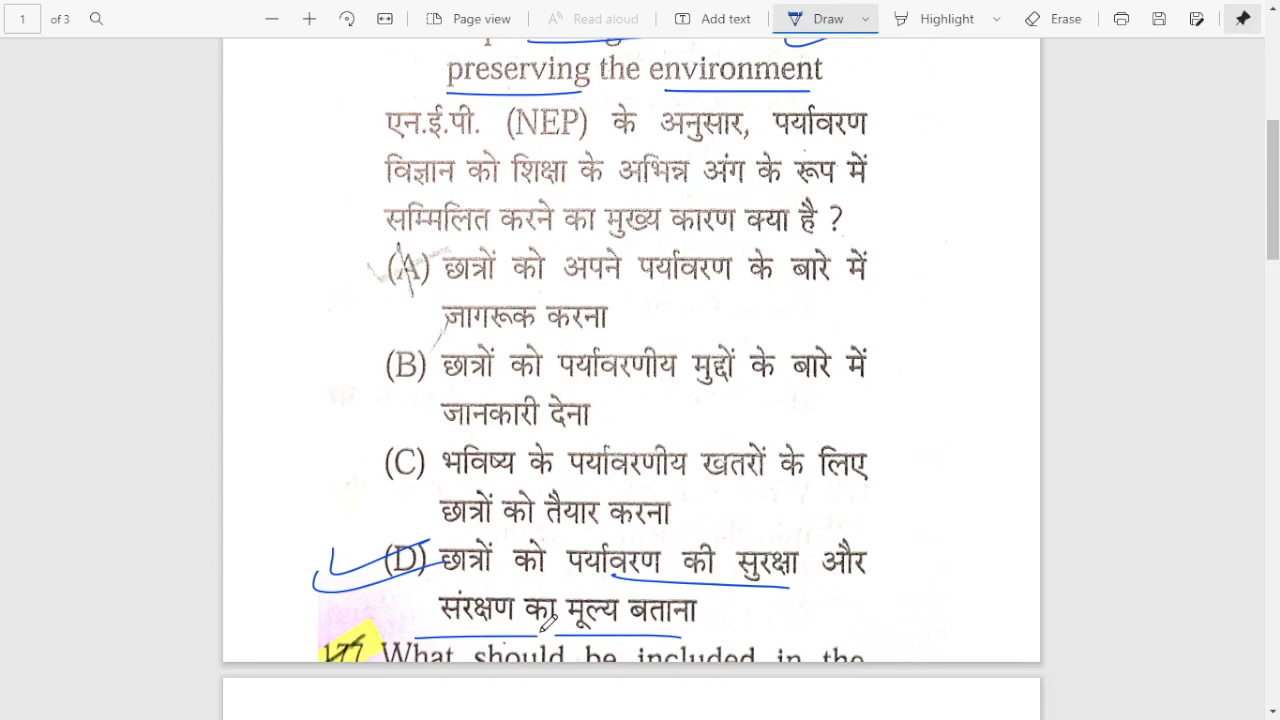 1 of 3 Page view Read aloud Add text Draw Highlight Erase
preserving the environment
एन.ई.पी. (NEP) के अनुसार, पर्यावरण
विज्ञान को शिक्षा के अभिन्न अंग के रूप में
सम्मिलित करने का मुख्य कारण क्या है ?
(A) छात्रों को अपने पर्यावरण के बारे में
जागरूक करना
(B) छात्रों को पर्यावरणीय मुद्दों के बारे में
जानकारी देना
(C) भविष्य के पर्यावरणीय खतरों के लिए
छात्रों को तैयार करना
(D) छात्रों को पर्यावरण की सुरक्षा और
संरक्षण का मूल्य बताना
177 What should be included in the